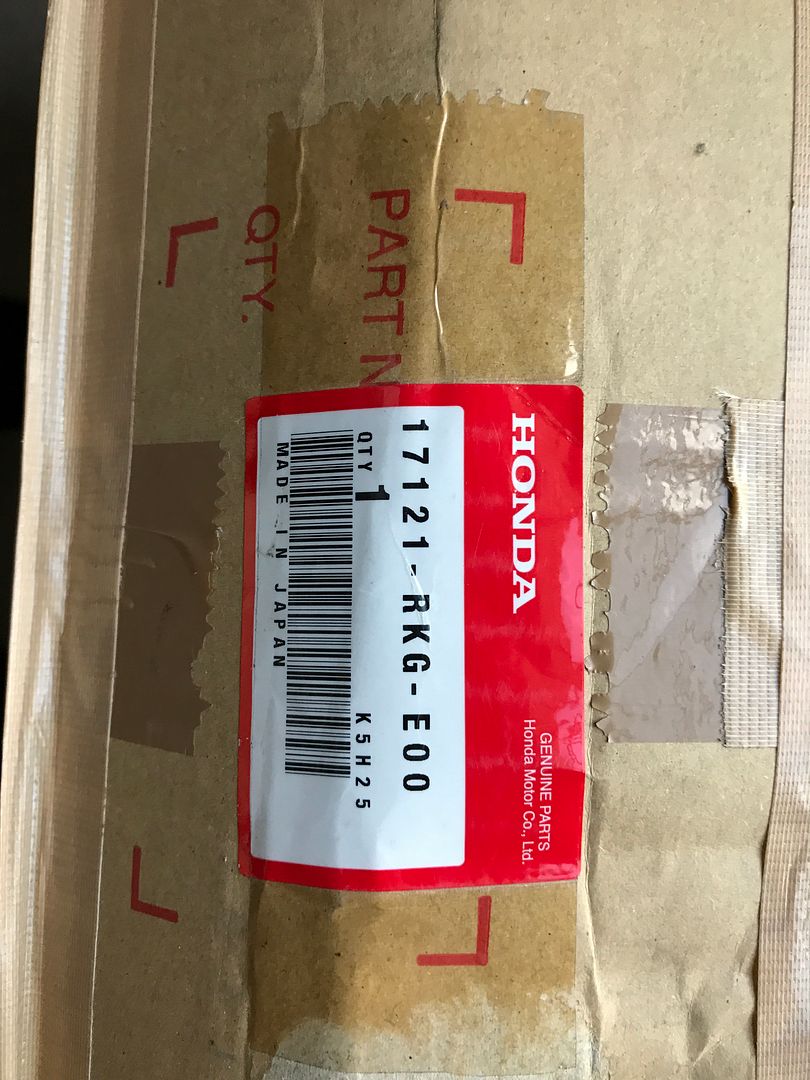 PART N
QTY.
HONDA
GENUINE PARTS
Honda Motor Co., Ltd.
17121-RKG-E00
QTY 1 K5H25
MADE IN JAPAN